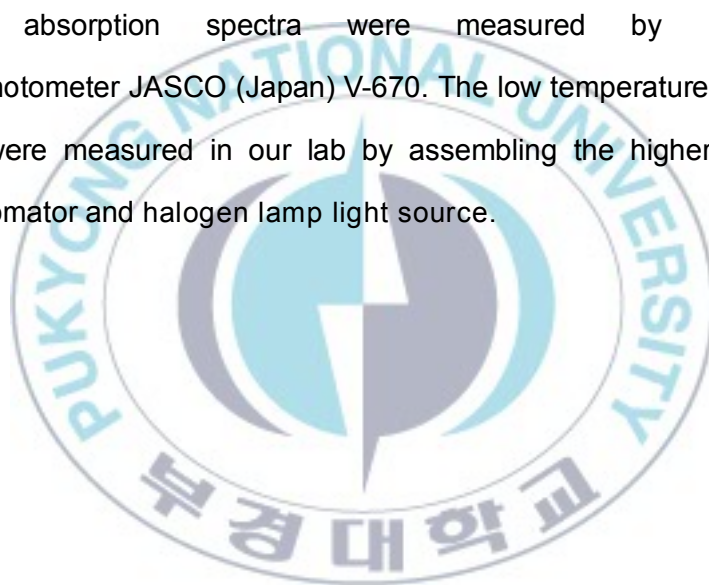 absorption spectra were measured by
notometer JASCO (Japan) V-670. The low temperature
were measured in our lab by assembling the higher
omator and halogen lamp light source.
PUKYONG NATIONAL UNIVERSITY
부경대학교